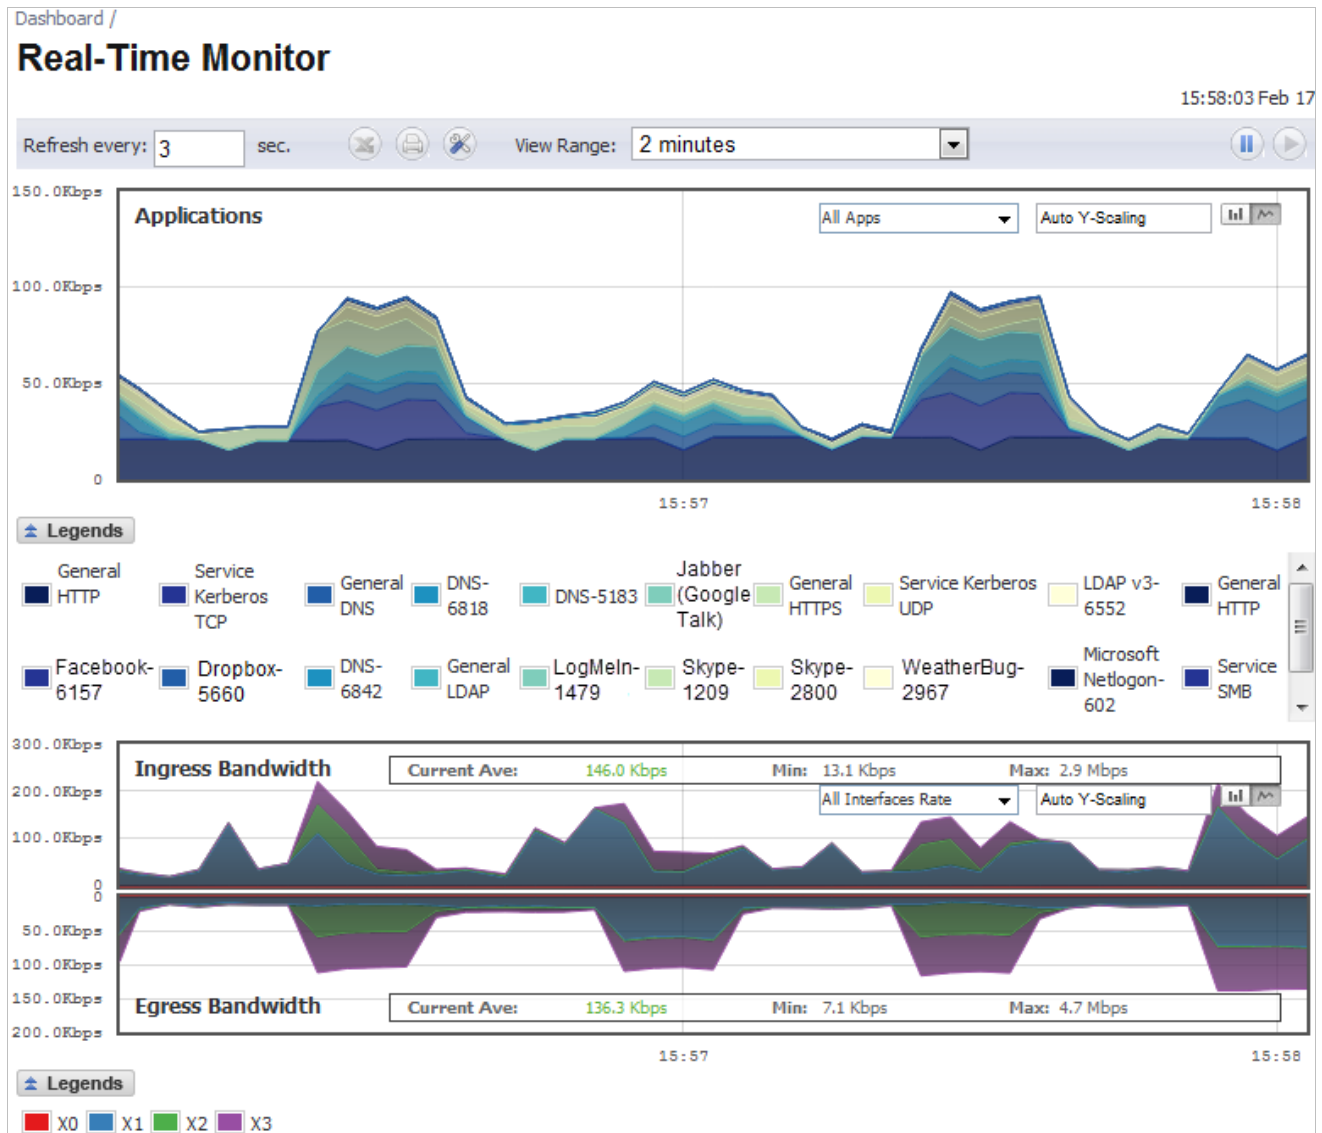 Dashboard /
Real-Time Monitor
15:58:03 Feb 17
Refresh every: 3 sec. View Range: 2 minutes
150.0Kbps
Applications All Apps Auto Y-Scaling
100.0Kbps
50.0Kbps
0
15:57 15:58
Legends
General HTTP
Service Kerberos TCP
General DNS
DNS-6818
DNS-5183
Jabber (Google Talk)
General HTTPS
Service Kerberos UDP
LDAP v3-6552
General HTTP
Facebook-6157
Dropbox-5660
DNS-6842
General LDAP
LogMeIn-1479
Skype-1209
Skype-2800
WeatherBug-2967
Microsoft Netlogon-602
Service SMB
300.0Kbps
Ingress Bandwidth Current Ave: 146.0 Kbps Min: 13.1 Kbps Max: 2.9 Mbps
200.0Kbps All Interfaces Rate Auto Y-Scaling
100.0Kbps
0
0
50.0Kbps
100.0Kbps
150.0Kbps
Egress Bandwidth Current Ave: 136.3 Kbps Min: 7.1 Kbps Max: 4.7 Mbps
200.0Kbps
15:57 15:58
Legends
X0 X1 X2 X3